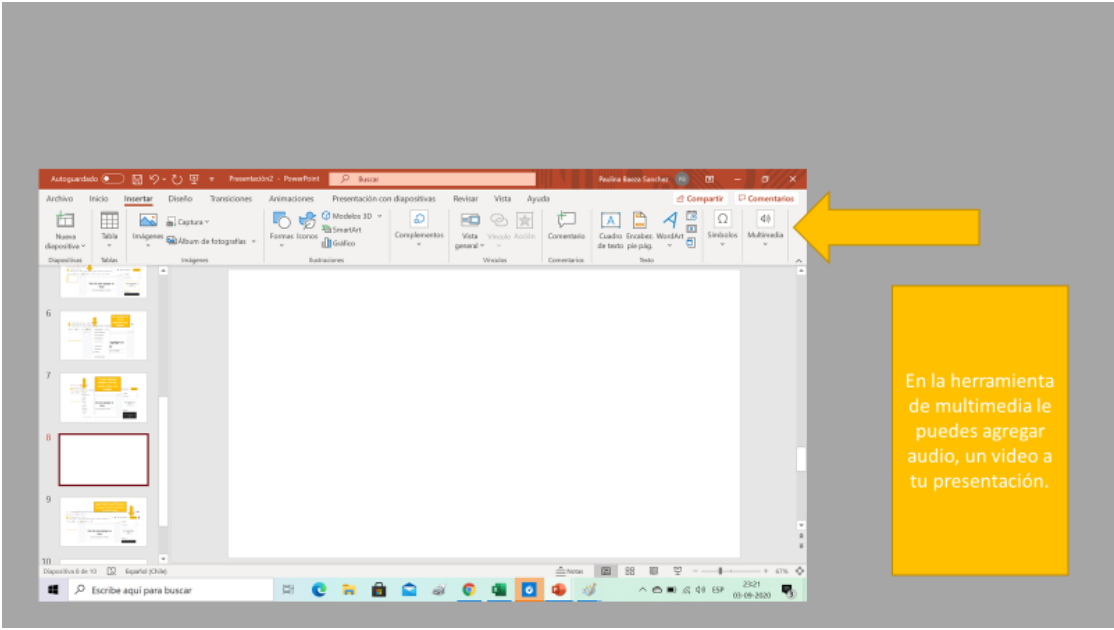 Autoguardado
Presentación2 - PowerPoint
Buscar
Paulina Baeza Sanchez
Archivo Inicio Insertar Diseño Transiciones Animaciones Presentación con diapositivas Revisar Vista Ayuda Compartir Comentarios
Nueva diapositiva
Tabla
Imágenes
Captura
Álbum de fotografías
Formas
Iconos
Modelos 3D
SmartArt
Gráfico
Complementos
Vista general
Vínculo
Acción
Comentario
Cuadro de texto
Encabez. pie pág.
WordArt
Símbolos
Multimedia
Diapositivas Tablas Imágenes Ilustraciones Vínculos Comentarios Texto
6
7
8
9
10
En la herramienta
de multimedia le
puedes agregar
audio, un video a
tu presentación.
Diapositiva 8 de 10 Español (Chile) Notas 67%
Escribe aquí para buscar
ESP
23:21
03-09-2020